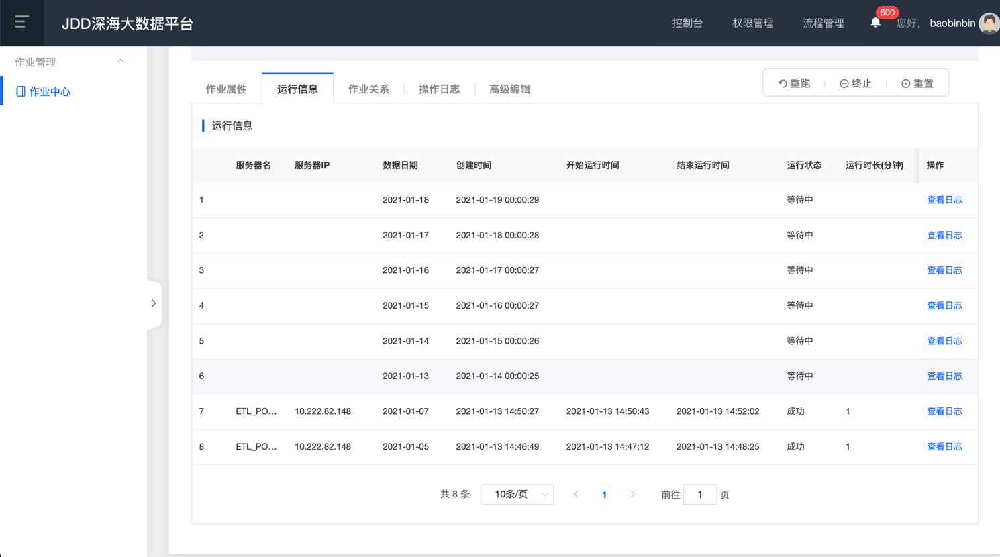 JDD深海大数据平台
控制台 权限管理 流程管理 600 您好, baobinbin
作业管理
作业中心
作业属性 运行信息 作业关系 操作日志 高级编辑
重跑 终止 重置
运行信息
服务器名 服务器IP 数据日期 创建时间 开始运行时间 结束运行时间 运行状态 运行时长(分钟) 操作
1 2021-01-18 2021-01-19 00:00:29 等待中 查看日志
2 2021-01-17 2021-01-18 00:00:28 等待中 查看日志
3 2021-01-16 2021-01-17 00:00:27 等待中 查看日志
4 2021-01-15 2021-01-16 00:00:27 等待中 查看日志
5 2021-01-14 2021-01-15 00:00:26 等待中 查看日志
6 2021-01-13 2021-01-14 00:00:25 等待中 查看日志
7 ETL_PO... 10.222.82.148 2021-01-07 2021-01-13 14:50:27 2021-01-13 14:50:43 2021-01-13 14:52:02 成功 1 查看日志
8 ETL_PO... 10.222.82.148 2021-01-05 2021-01-13 14:46:49 2021-01-13 14:47:12 2021-01-13 14:48:25 成功 1 查看日志
共 8 条 10条/页 1 前往 1 页